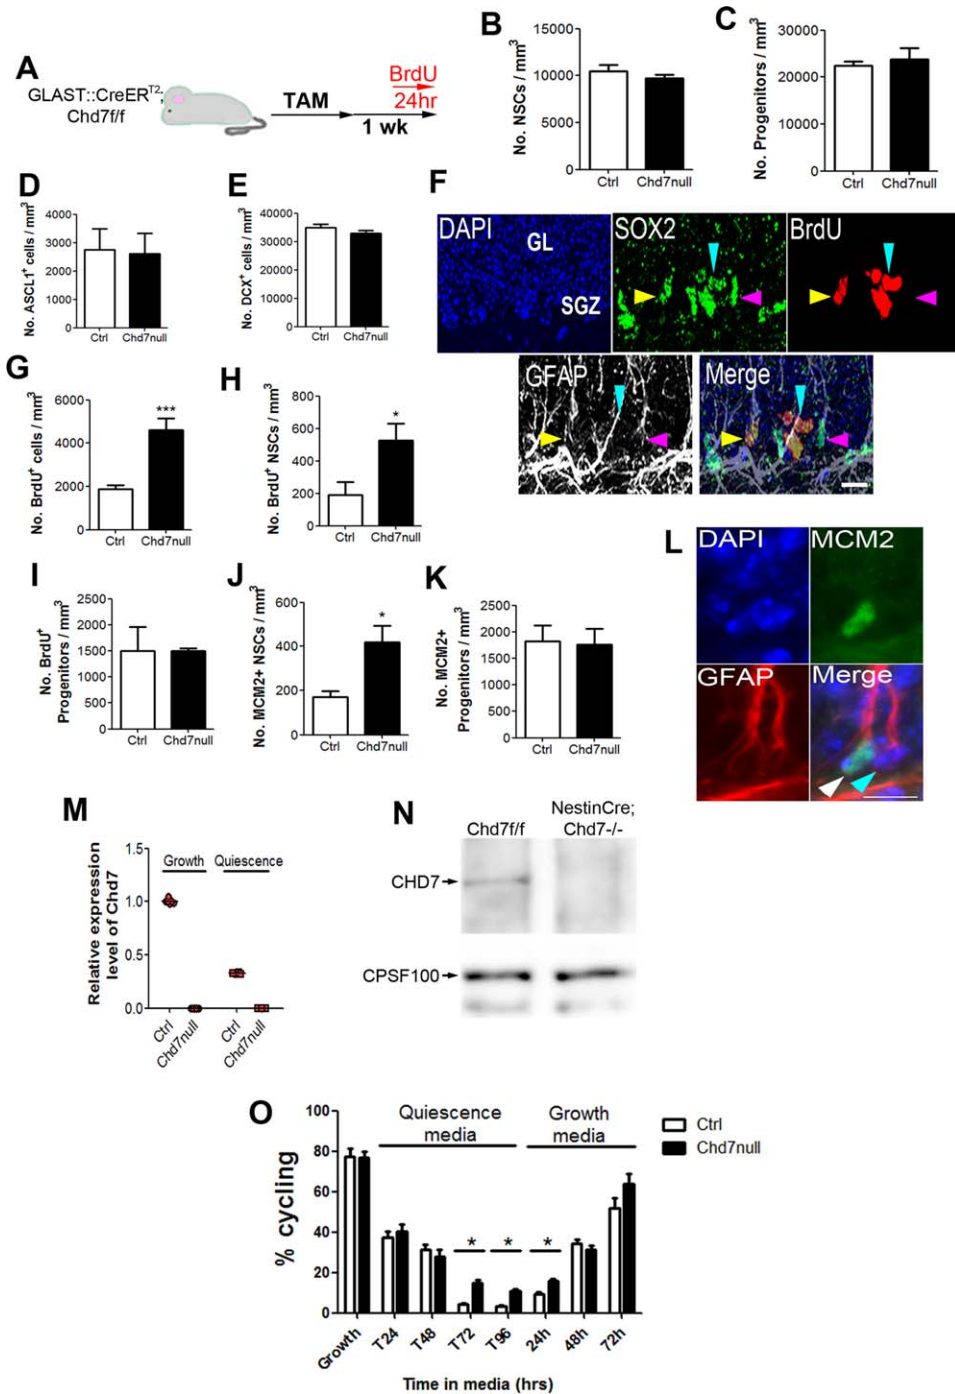 A
GLAST::CreER^T2;
Chd7f/f
TAM
BrdU
24hr
1 wk
B
No. NSCs / mm³
15000
10000
5000
0
Ctrl Chd7null
C
No. Progenitors / mm³
30000
20000
10000
0
Ctrl Chd7null
D
No. ASCL1⁺ cells / mm³
4000
3000
2000
1000
0
Ctrl Chd7null
E
No. DCX⁺ cells / mm³
40000
30000
20000
10000
0
Ctrl Chd7null
F
DAPI
GL
SGZ
SOX2
BrdU
GFAP
Merge
G
No. BrdU⁺ cells / mm³
6000
4000
2000
0
***
Ctrl Chd7null
H
No. BrdU⁺ NSCs / mm³
800
600
400
200
0
*
Ctrl Chd7null
I
No. BrdU⁺
Progenitors / mm³
2500
2000
1500
1000
500
0
Ctrl Chd7null
J
No. MCM2+ NSCs / mm³
600
400
200
0
*
Ctrl Chd7null
K
No. MCM2+
Progenitors / mm³
2500
2000
1500
1000
500
0
Ctrl Chd7null
L
DAPI
MCM2
GFAP
Merge
M
Relative expression
level of Chd7
1.5
1.0
0.5
0.0
Growth Quiescence
Ctrl
Chd7null
Ctrl
Chd7null
N
Chd7f/f
NestinCre;
Chd7-/-
CHD7
CPSF100
O
% cycling
100
80
60
40
20
0
Quiescence
media
Growth
media
* * *
Ctrl
Chd7null
Growth T24 T48 T72 T96 24h 48h 72h
Time in media (hrs)